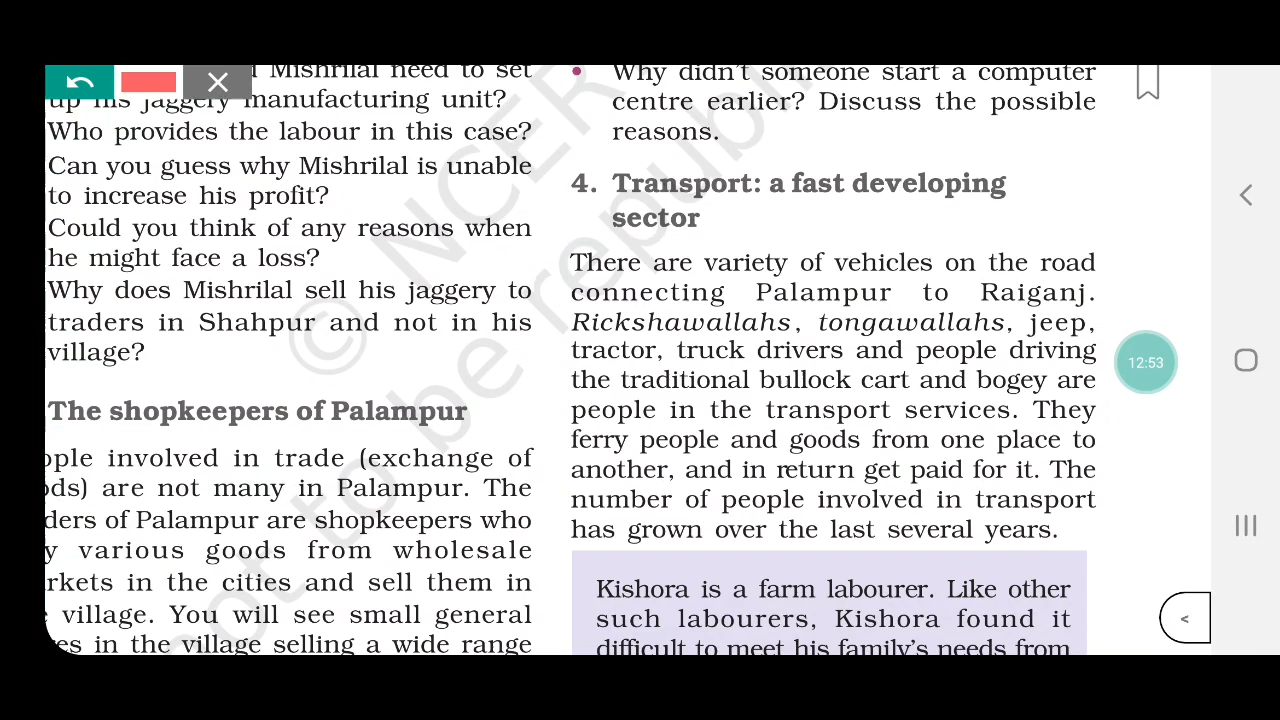 Mishrilal need to set
up his jaggery manufacturing unit?
Who provides the labour in this case?
Can you guess why Mishrilal is unable
to increase his profit?
Could you think of any reasons when
he might face a loss?
Why does Mishrilal sell his jaggery to
traders in Shahpur and not in his
village?
The shopkeepers of Palampur
ople involved in trade (exchange of
ods) are not many in Palampur. The
ders of Palampur are shopkeepers who
y various goods from wholesale
rkets in the cities and sell them in
e village. You will see small general
res in the village selling a wide range
• Why didn't someone start a computer
centre earlier? Discuss the possible
reasons.
4. Transport: a fast developing
sector
There are variety of vehicles on the road
connecting Palampur to Raiganj.
Rickshawallahs, tongawallahs, jeep,
tractor, truck drivers and people driving
the traditional bullock cart and bogey are
people in the transport services. They
ferry people and goods from one place to
another, and in return get paid for it. The
number of people involved in transport
has grown over the last several years.
Kishora is a farm labourer. Like other
such labourers, Kishora found it
difficult to meet his family's needs from
© NCER
not to be republi
12:53
<